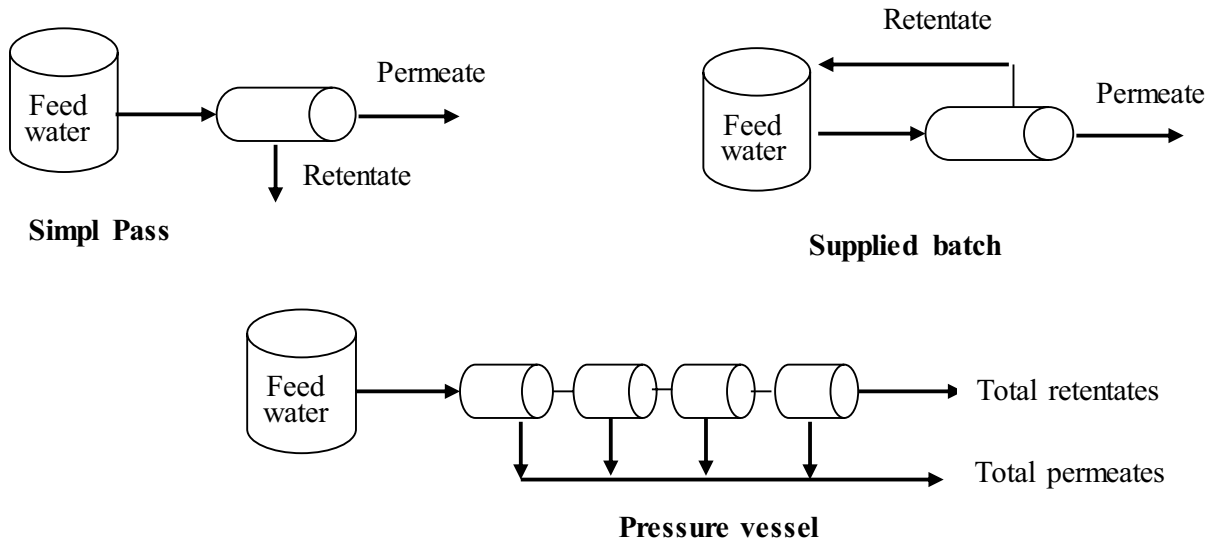 Feed
water
Permeate
Retentate
Simpl Pass
Retentate
Feed
water
Permeate
Supplied batch
Feed
water
Total retentates
Total permeates
Pressure vessel